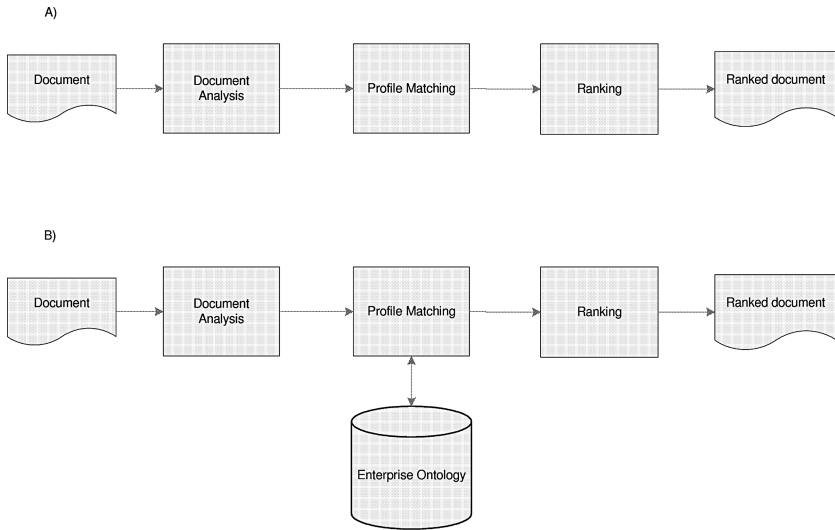 A)
Document
Document
Analysis
Profile Matching
Ranking
Ranked document
B)
Document
Document
Analysis
Profile Matching
Ranking
Ranked document
Enterprise Ontology